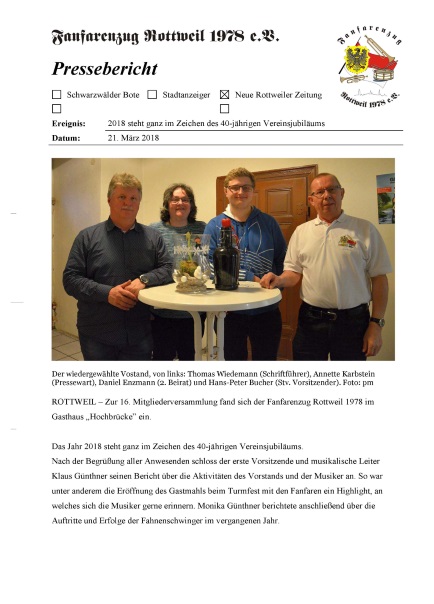 Fanfarenzug Rottweil 1978 e.V.
Fanfarenzug
Rottweil 1978 e.V.
Pressebericht
Schwarzwälder Bote Stadtanzeiger Neue Rottweiler Zeitung
Ereignis: 2018 steht ganz im Zeichen des 40-jährigen Vereinsjubiläums
Datum: 21. März 2018
Der wiedergewählte Vostand, von links: Thomas Wiedemann (Schriftführer), Annette Karbstein
(Pressewart), Daniel Enzmann (2. Beirat) und Hans-Peter Bucher (Stv. Vorsitzender). Foto: pm
ROTTWEIL – Zur 16. Mitgliederversammlung fand sich der Fanfarenzug Rottweil 1978 im
Gasthaus „Hochbrücke" ein.
Das Jahr 2018 steht ganz im Zeichen des 40-jährigen Vereinsjubiläums.
Nach der Begrüßung aller Anwesenden schloss der erste Vorsitzende und musikalische Leiter
Klaus Günthner seinen Bericht über die Aktivitäten des Vorstands und der Musiker an. So war
unter anderem die Eröffnung des Gastmahls beim Turmfest mit den Fanfaren ein Highlight, an
welches sich die Musiker gerne erinnern. Monika Günthner berichtete anschließend über die
Auftritte und Erfolge der Fahnenschwinger im vergangenen Jahr.